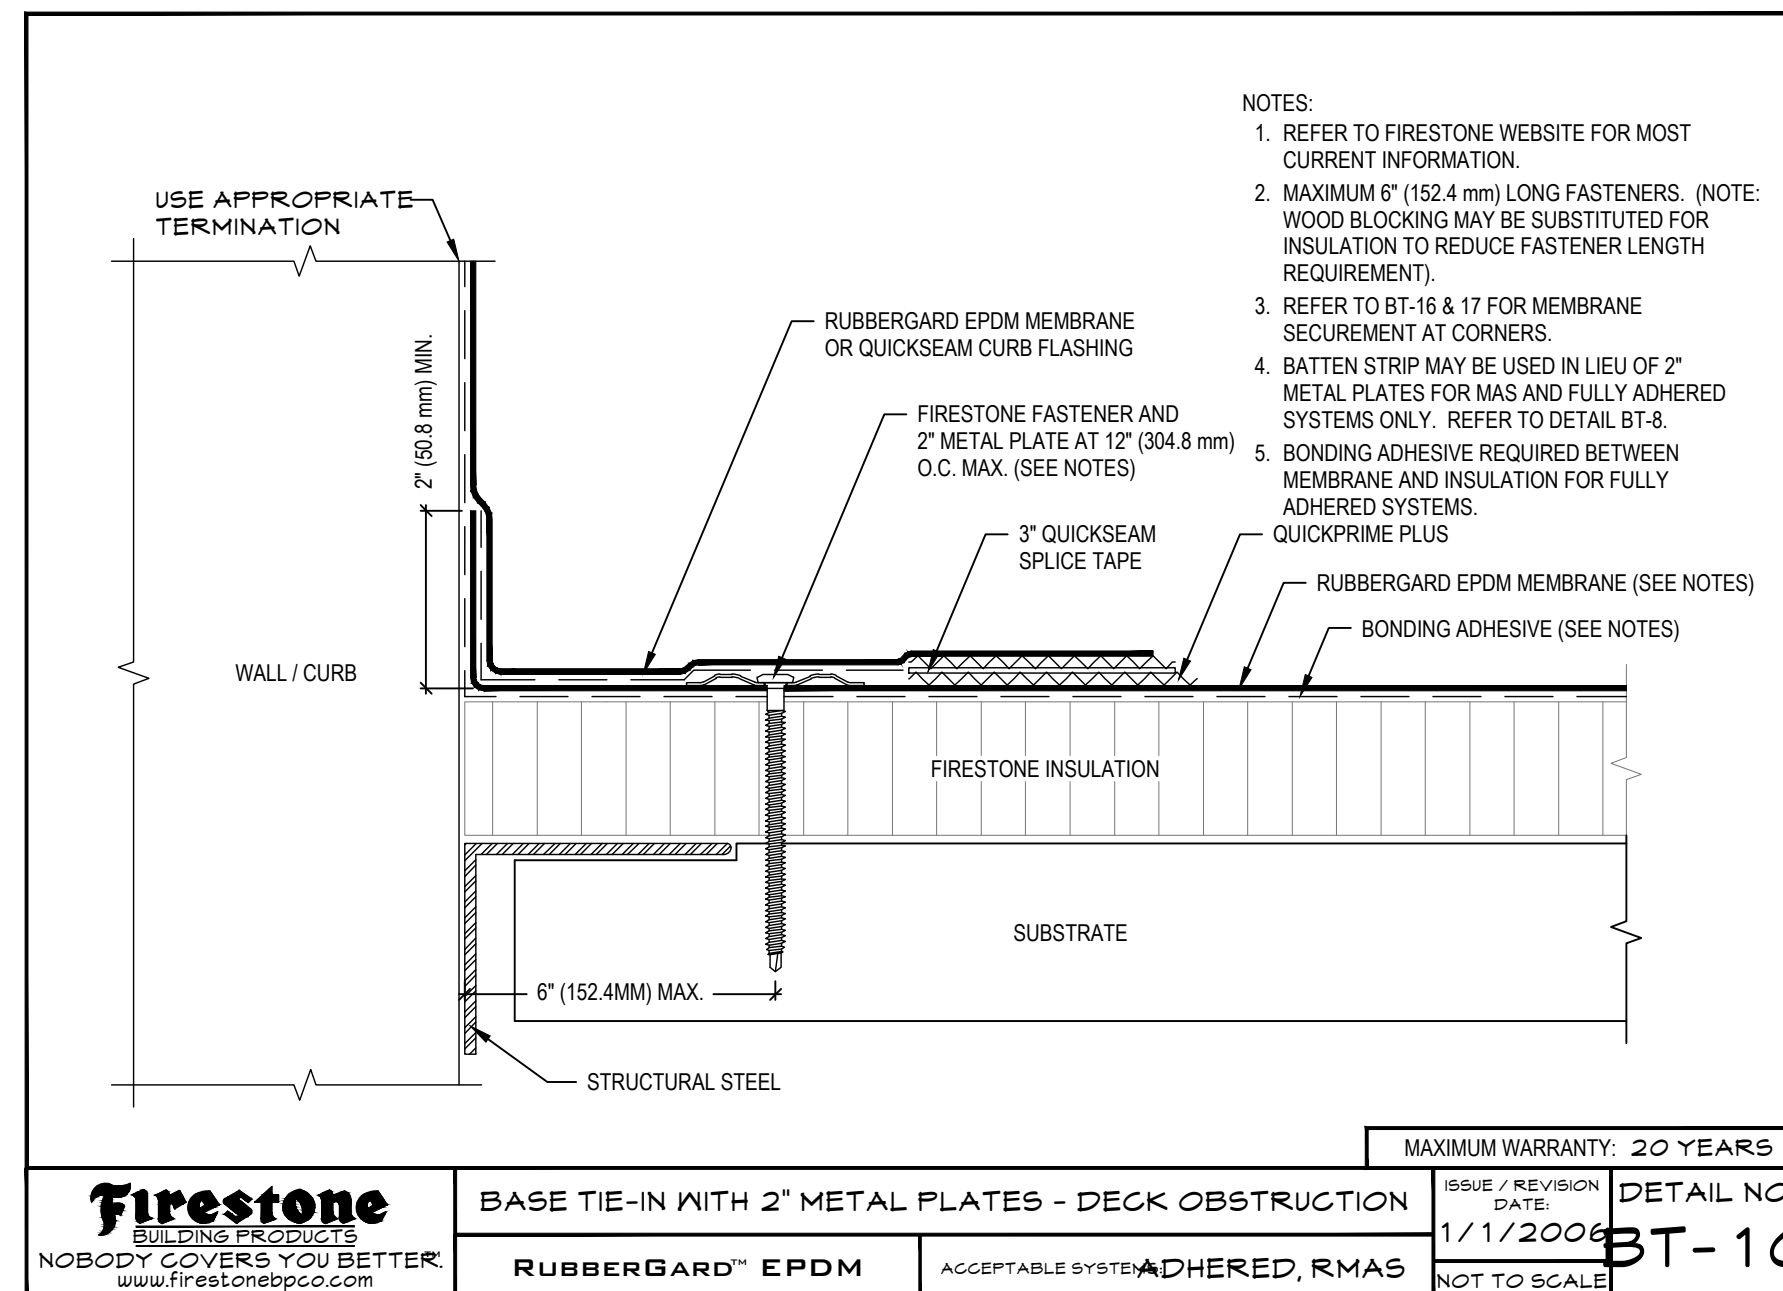 NOTES:
1. REFER TO FIRESTONE WEBSITE FOR MOST
CURRENT INFORMATION.
2. MAXIMUM 6" (152.4 mm) LONG FASTENERS. (NOTE:
WOOD BLOCKING MAY BE SUBSTITUTED FOR
INSULATION TO REDUCE FASTENER LENGTH
REQUIREMENT).
3. REFER TO BT-16 & 17 FOR MEMBRANE
SECUREMENT AT CORNERS.
4. BATTEN STRIP MAY BE USED IN LIEU OF 2"
METAL PLATES FOR MAS AND FULLY ADHERED
SYSTEMS ONLY. REFER TO DETAIL BT-8.
5. BONDING ADHESIVE REQUIRED BETWEEN
MEMBRANE AND INSULATION FOR FULLY
ADHERED SYSTEMS.
USE APPROPRIATE
TERMINATION
2" (50.8 mm) MIN.
RUBBERGARD EPDM MEMBRANE
OR QUICKSEAM CURB FLASHING
FIRESTONE FASTENER AND
2" METAL PLATE AT 12" (304.8 mm)
O.C. MAX. (SEE NOTES)
3" QUICKSEAM
SPLICE TAPE
QUICKPRIME PLUS
RUBBERGARD EPDM MEMBRANE (SEE NOTES)
BONDING ADHESIVE (SEE NOTES)
WALL / CURB
FIRESTONE INSULATION
SUBSTRATE
6" (152.4MM) MAX.
STRUCTURAL STEEL
MAXIMUM WARRANTY: 20 YEARS
Firestone
BUILDING PRODUCTS
NOBODY COVERS YOU BETTER.™
www.firestonebpco.com
BASE TIE-IN WITH 2" METAL PLATES - DECK OBSTRUCTION
RUBBERGARD™ EPDM
ACCEPTABLE SYSTEMS: ADHERED, RMAS
ISSUE / REVISION
DATE:
1/1/2006
NOT TO SCALE
DETAIL NO
BT-1